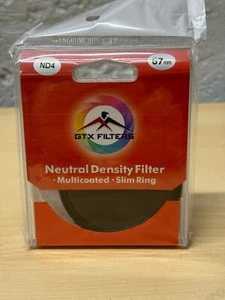 ND4
67mm
GTX FILTERS
Neutral Density Filter
· Multicoated · Slim Ring